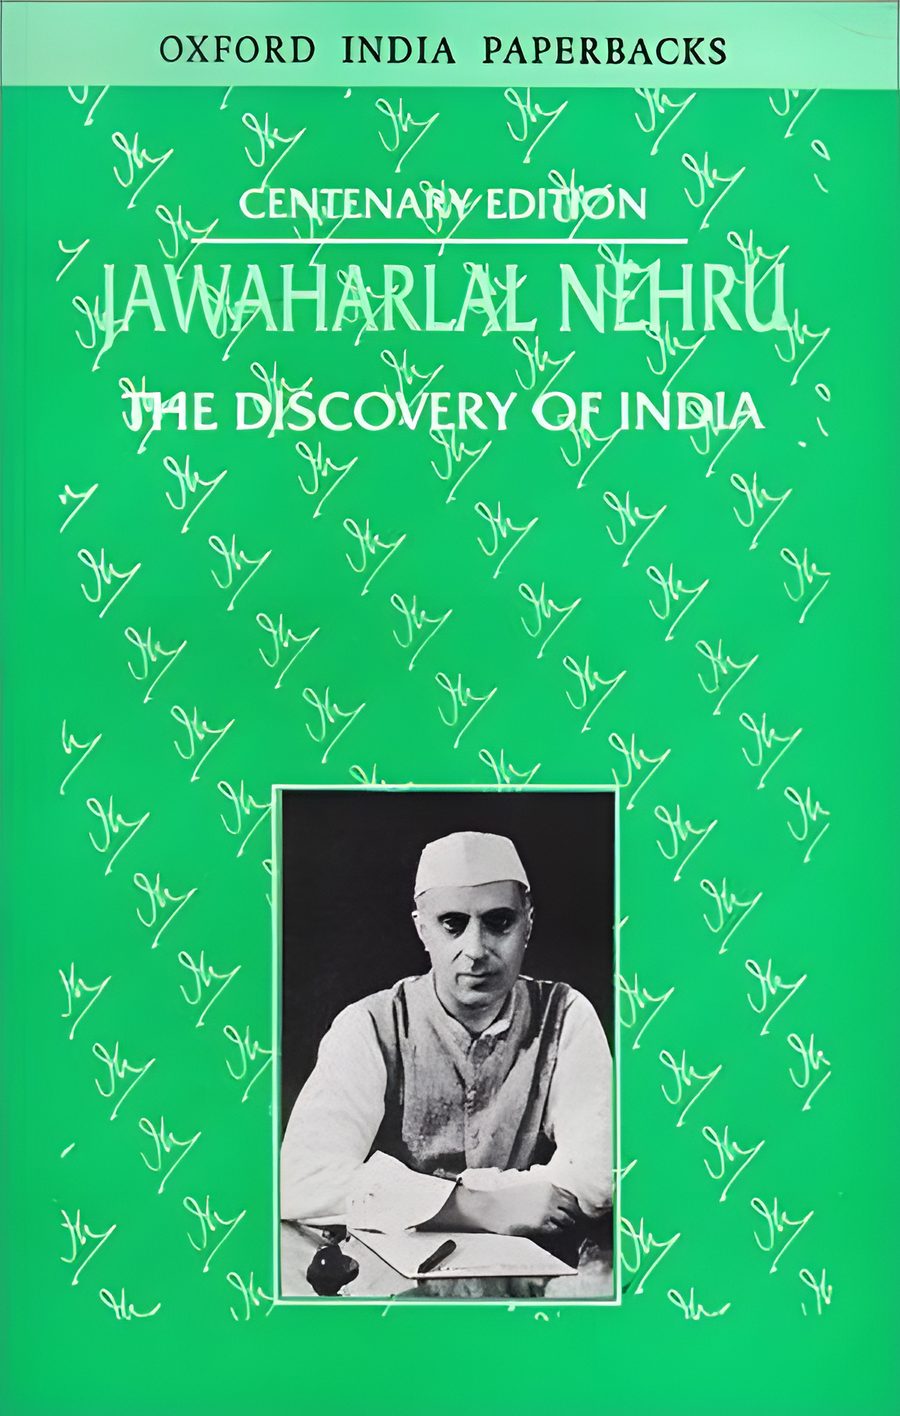 OXFORD INDIA PAPERBACKS
CENTENARY EDITION
JAWAHARLAL NEHRU
THE DISCOVERY OF INDIA